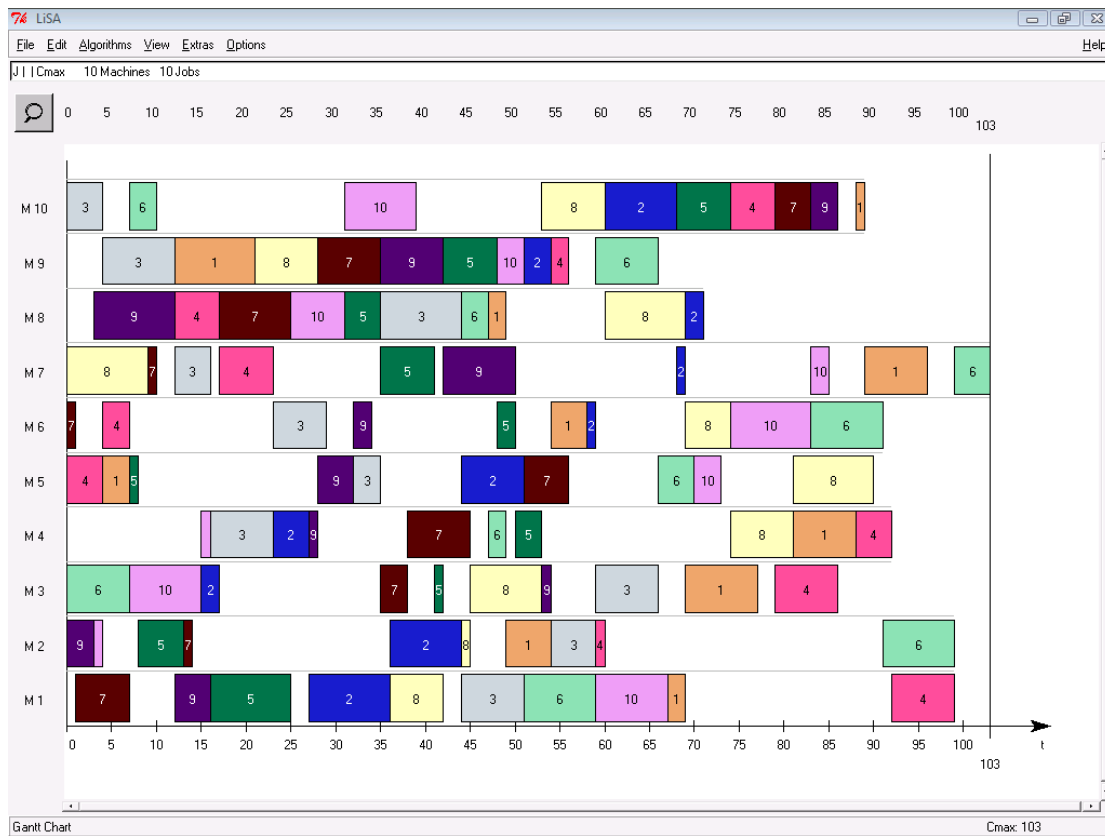 LiSA
File Edit Algorithms View Extras Options Help
J | | Cmax 10 Machines 10 Jobs
0 5 10 15 20 25 30 35 40 45 50 55 60 65 70 75 80 85 90 95 100
103
M 10 3 6 10 8 2 5 4 7 9 1
M 9 3 1 8 7 9 5 10 2 4 6
M 8 9 4 7 10 5 3 6 1 8 2
M 7 8 7 3 4 5 9 2 10 1 6
M 6 7 4 3 9 5 1 2 8 10 6
M 5 4 1 5 9 3 2 7 6 10 8
M 4 3 2 9 7 6 5 8 1 4
M 3 6 10 2 7 5 8 9 3 1 4
M 2 9 5 7 2 8 1 3 4 6
M 1 7 9 5 2 8 3 6 10 1 4
0 5 10 15 20 25 30 35 40 45 50 55 60 65 70 75 80 85 90 95 100 t
103
Gantt Chart Cmax: 103